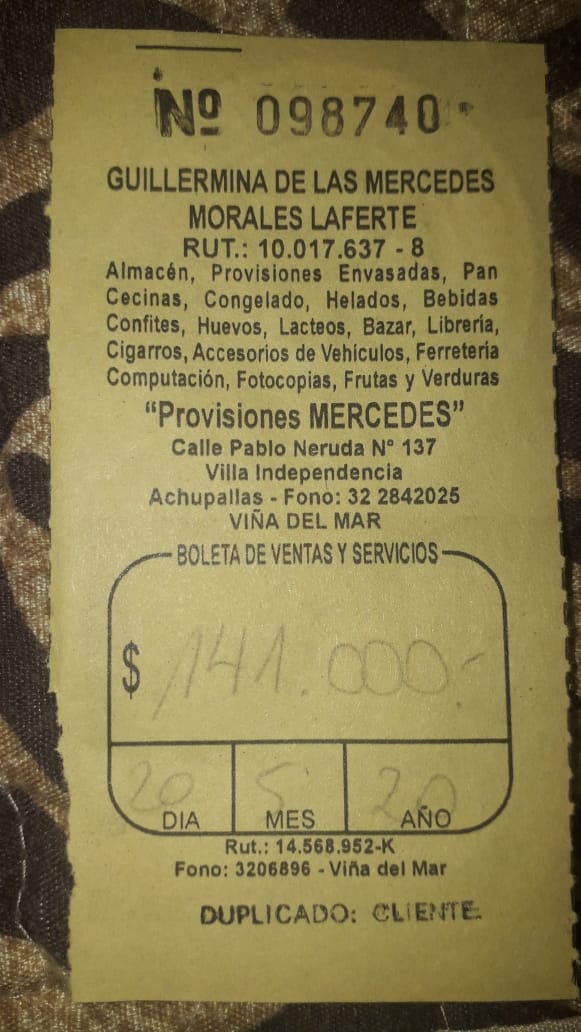 Nº 098740
GUILLERMINA DE LAS MERCEDES
MORALES LAFERTE
RUT.: 10.017.637 - 8
Almacén, Provisiones Envasadas, Pan
Cecinas, Congelado, Helados, Bebidas
Confites, Huevos, Lacteos, Bazar, Librería,
Cigarros, Accesorios de Vehículos, Ferretería
Computación, Fotocopias, Frutas y Verduras
“Provisiones MERCEDES”
Calle Pablo Neruda N° 137
Villa Independencia
Achupallas - Fono: 32 2842025
VIÑA DEL MAR
BOLETA DE VENTAS Y SERVICIOS
$ 141.000.-
20 5 20
DIA MES AÑO
Rut.: 14.568.952-K
Fono: 3206896 - Viña del Mar
DUPLICADO: CLIENTE